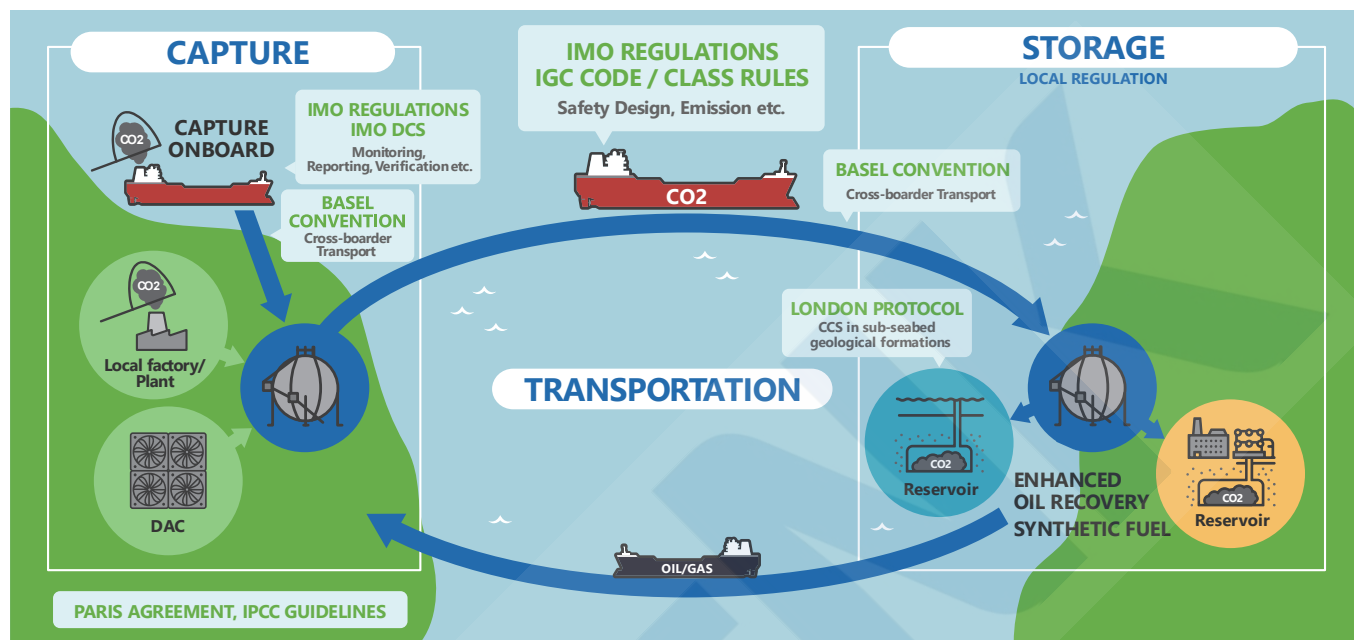 CAPTURE
CO2
CAPTURE
ONBOARD
IMO REGULATIONS
IMO DCS
Monitoring,
Reporting, Verification etc.
BASEL
CONVENTION
Cross-boarder
Transport
CO2
Local factory/
Plant
DAC
PARIS AGREEMENT, IPCC GUIDELINES
IMO REGULATIONS
IGC CODE / CLASS RULES
Safety Design, Emission etc.
CO2
TRANSPORTATION
OIL/GAS
STORAGE
LOCAL REGULATION
BASEL CONVENTION
Cross-boarder Transport
LONDON PROTOCOL
CCS in sub-seabed
geological formations
CO2
Reservoir
ENHANCED
OIL RECOVERY
SYNTHETIC FUEL
CO2
Reservoir